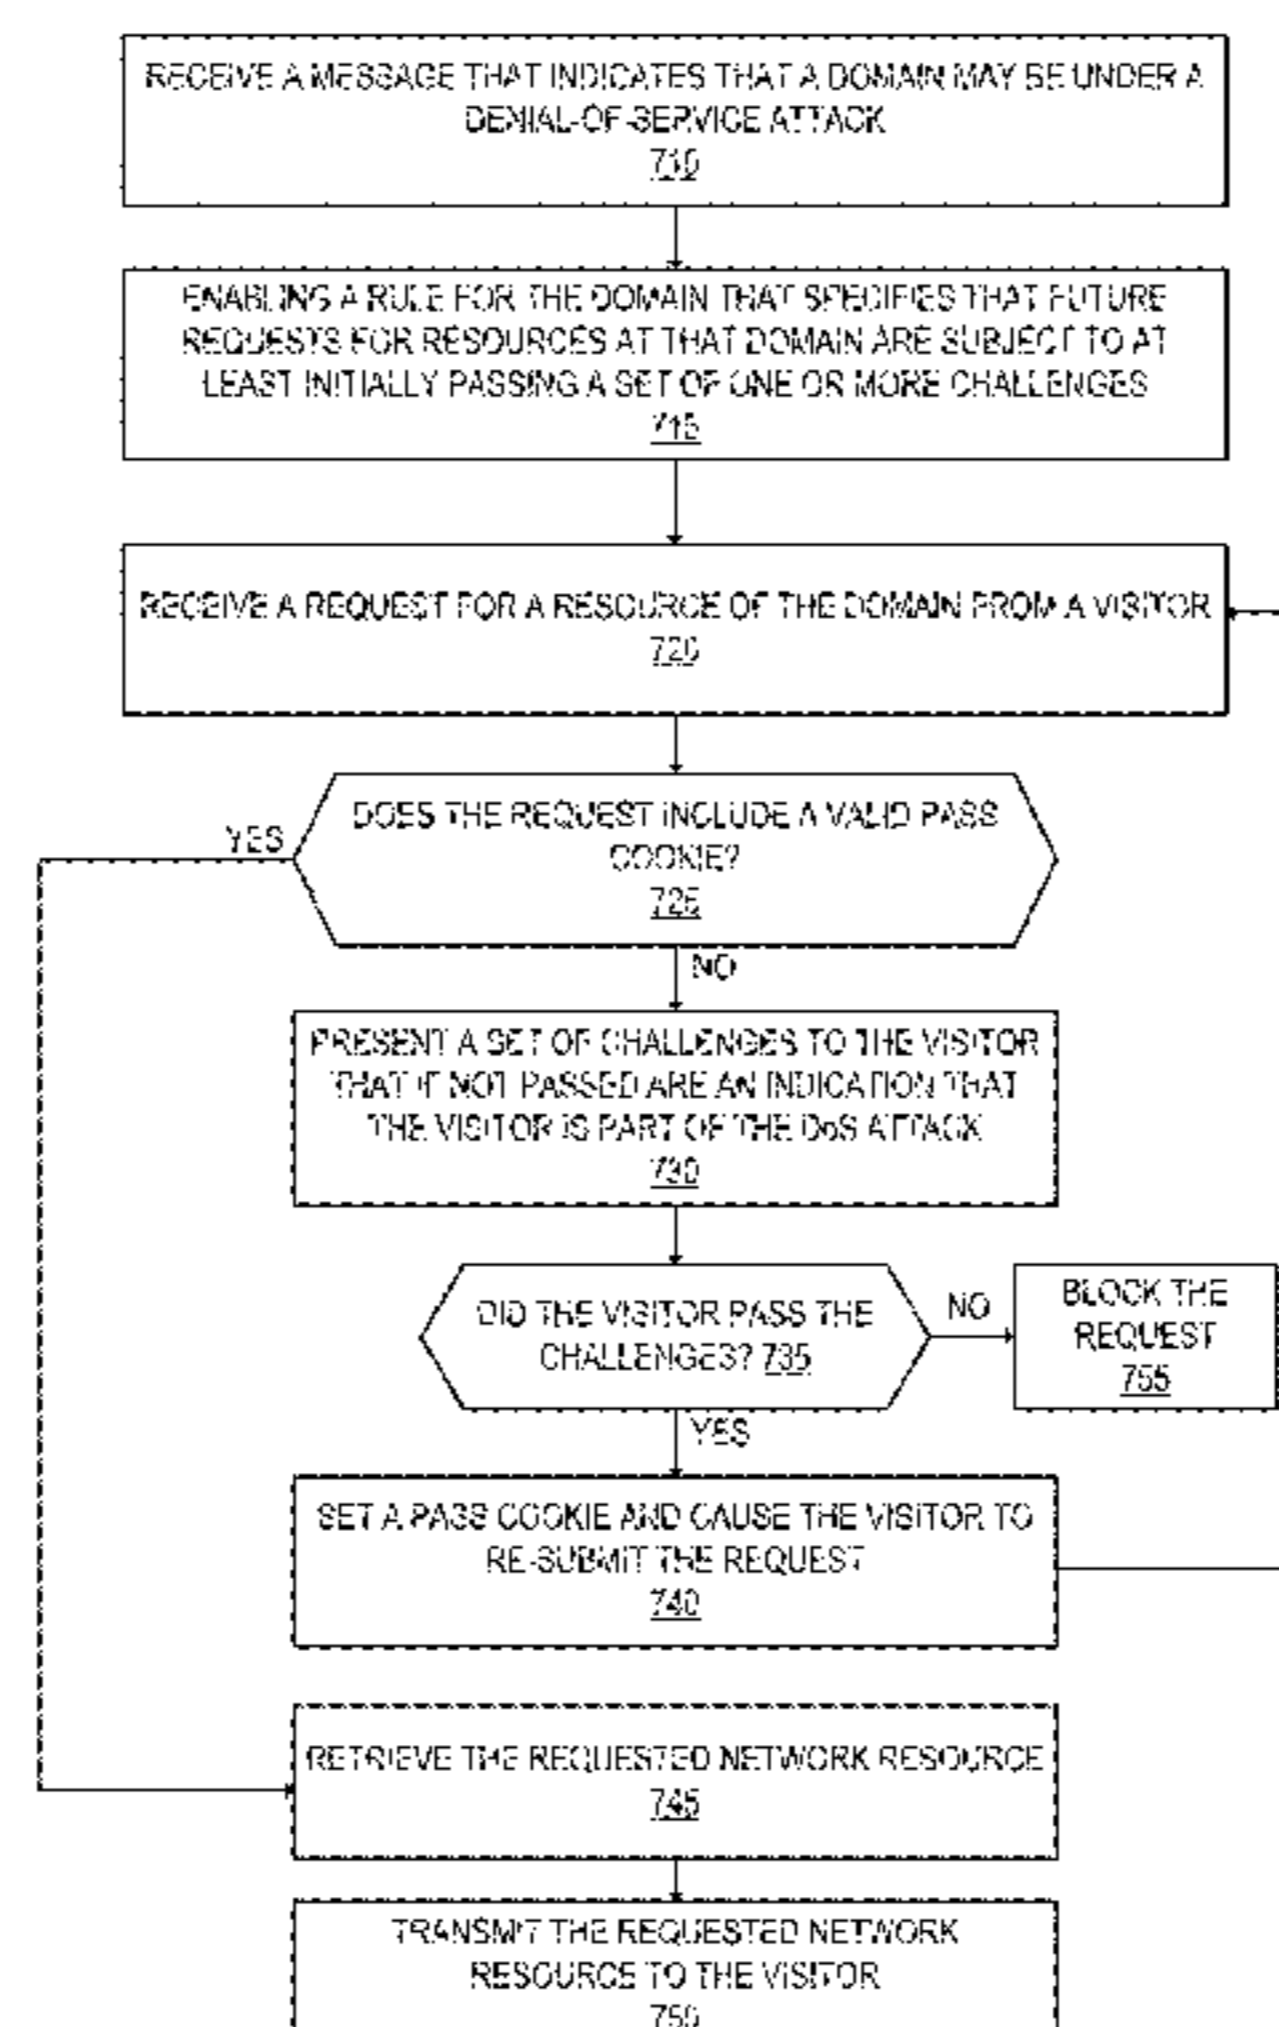 RECEIVE A MESSAGE THAT INDICATES THAT A DOMAIN MAY BE UNDER A
DENIAL-OF-SERVICE ATTACK
710
ENABLING A RULE FOR THE DOMAIN THAT SPECIFIES THAT FUTURE
REQUESTS FOR RESOURCES AT THAT DOMAIN ARE SUBJECT TO AT
LEAST INITIALLY PASSING A SET OF ONE OR MORE CHALLENGES
715
RECEIVE A REQUEST FOR A RESOURCE OF THE DOMAIN FROM A VISITOR
720
DOES THE REQUEST INCLUDE A VALID PASS
COOKIE?
725
YES
NO
PRESENT A SET OF CHALLENGES TO THE VISITOR
THAT IF NOT PASSED ARE AN INDICATION THAT
THE VISITOR IS PART OF THE DoS ATTACK
730
DID THE VISITOR PASS THE
CHALLENGES? 735
NO
BLOCK THE
REQUEST
755
YES
SET A PASS COOKIE AND CAUSE THE VISITOR TO
RE-SUBMIT THE REQUEST
740
RETRIEVE THE REQUESTED NETWORK RESOURCE
745
TRANSMIT THE REQUESTED NETWORK
RESOURCE TO THE VISITOR
750